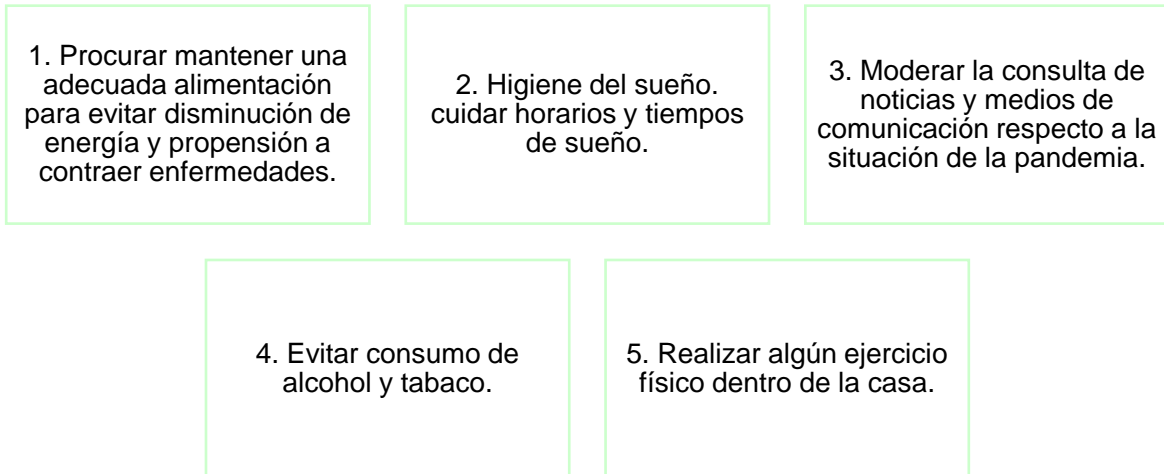 1. Procurar mantener una
adecuada alimentación
para evitar disminución de
energía y propensión a
contraer enfermedades.
2. Higiene del sueño.
cuidar horarios y tiempos
de sueño.
3. Moderar la consulta de
noticias y medios de
comunicación respecto a la
situación de la pandemia.
4. Evitar consumo de
alcohol y tabaco.
5. Realizar algún ejercicio
físico dentro de la casa.